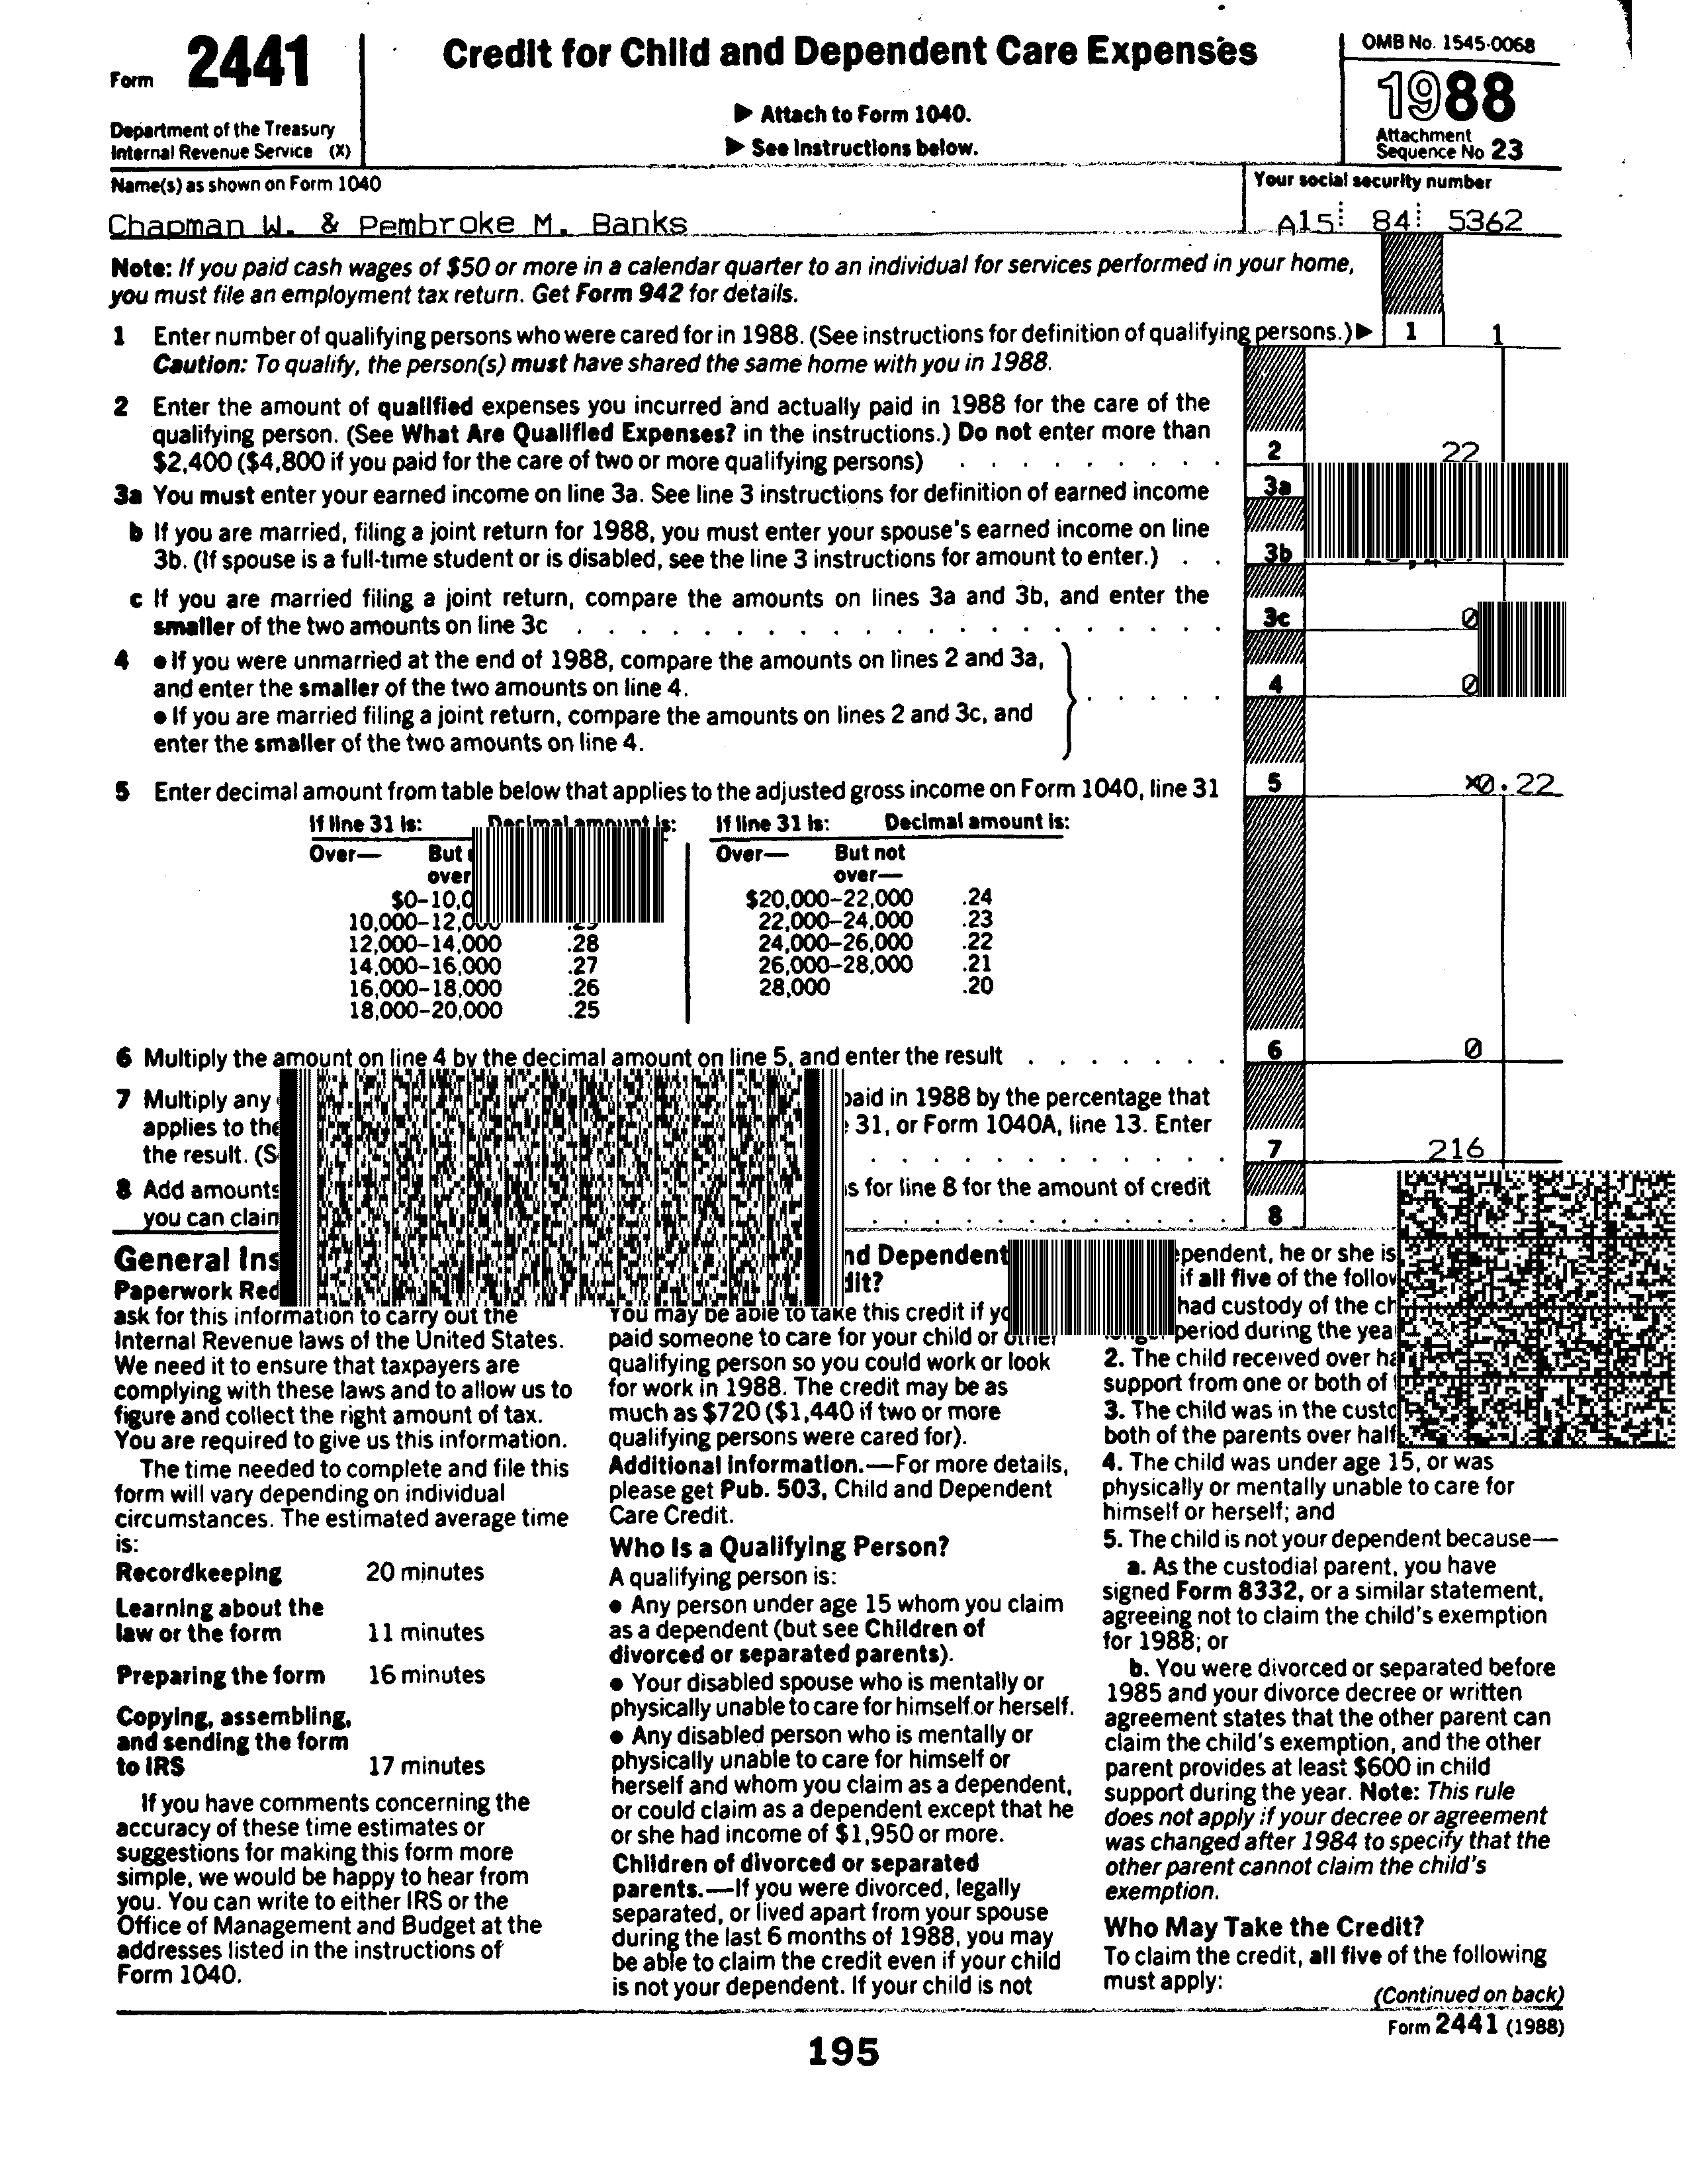 Form 2441
Department of the Treasury
Internal Revenue Service (X)
Credit for Child and Dependent Care Expenses
▶ Attach to Form 1040.
▶ See Instructions below.
OMB No. 1545-0068
1988
Attachment
Sequence No 23
Name(s) as shown on Form 1040
Your social security number
Chapman W. & Pembroke M. Banks
A15 84 5362
Note: If you paid cash wages of $50 or more in a calendar quarter to an individual for services performed in your home,
you must file an employment tax return. Get Form 942 for details.
1 Enter number of qualifying persons who were cared for in 1988. (See instructions for definition of qualifying persons.) ▶ 1 1
Caution: To qualify, the person(s) must have shared the same home with you in 1988.
2 Enter the amount of qualified expenses you incurred and actually paid in 1988 for the care of the
qualifying person. (See What Are Qualified Expenses? in the instructions.) Do not enter more than
$2,400 ($4,800 if you paid for the care of two or more qualifying persons) . . . . . . . . . 2 22
3a You must enter your earned income on line 3a. See line 3 instructions for definition of earned income 3a
b If you are married, filing a joint return for 1988, you must enter your spouse's earned income on line
3b. (If spouse is a full-time student or is disabled, see the line 3 instructions for amount to enter.) . . 3b
c If you are married filing a joint return, compare the amounts on lines 3a and 3b, and enter the
smaller of the two amounts on line 3c . . . . . . . . . . . . . . . . . . . . 3c 0
4 ● If you were unmarried at the end of 1988, compare the amounts on lines 2 and 3a,
and enter the smaller of the two amounts on line 4. . . . . . 4 0
● If you are married filing a joint return, compare the amounts on lines 2 and 3c, and
enter the smaller of the two amounts on line 4.
5 Enter decimal amount from table below that applies to the adjusted gross income on Form 1040, line 31 5 ×0.22
If line 31 is: Decimal amount is: If line 31 is: Decimal amount is:
Over— But Over— But not
over over—
$0–10,0 $20,000–22,000 .24
10,000–12,000 .29 22,000–24,000 .23
12,000–14,000 .28 24,000–26,000 .22
14,000–16,000 .27 26,000–28,000 .21
16,000–18,000 .26 28,000 .20
18,000–20,000 .25
6 Multiply the amount on line 4 by the decimal amount on line 5, and enter the result . . . . . . . 6 0
7 Multiply any paid in 1988 by the percentage that
applies to the 31, or Form 1040A, line 13. Enter
the result. (S . . . . . . . . . . . . 7 216
8 Add amounts s for line 8 for the amount of credit
you can claim . . . . . . . . . . . . 8
General Ins
Paperwork Red
ask for this information to carry out the
Internal Revenue laws of the United States.
We need it to ensure that taxpayers are
complying with these laws and to allow us to
figure and collect the right amount of tax.
You are required to give us this information.
The time needed to complete and file this
form will vary depending on individual
circumstances. The estimated average time
is:
Recordkeeping 20 minutes
Learning about the
law or the form 11 minutes
Preparing the form 16 minutes
Copying, assembling,
and sending the form
to IRS 17 minutes
If you have comments concerning the
accuracy of these time estimates or
suggestions for making this form more
simple, we would be happy to hear from
you. You can write to either IRS or the
Office of Management and Budget at the
addresses listed in the instructions of
Form 1040.
nd Dependent
dit?
You may be able to take this credit if yo
paid someone to care for your child or other
qualifying person so you could work or look
for work in 1988. The credit may be as
much as $720 ($1,440 if two or more
qualifying persons were cared for).
Additional Information.—For more details,
please get Pub. 503, Child and Dependent
Care Credit.
Who Is a Qualifying Person?
A qualifying person is:
● Any person under age 15 whom you claim
as a dependent (but see Children of
divorced or separated parents).
● Your disabled spouse who is mentally or
physically unable to care for himself or herself.
● Any disabled person who is mentally or
physically unable to care for himself or
herself and whom you claim as a dependent,
or could claim as a dependent except that he
or she had income of $1,950 or more.
Children of divorced or separated
parents.—If you were divorced, legally
separated, or lived apart from your spouse
during the last 6 months of 1988, you may
be able to claim the credit even if your child
is not your dependent. If your child is not
pendent, he or she is
if all five of the follow
had custody of the ch
period during the yea
2. The child received over ha
support from one or both of
3. The child was in the custo
both of the parents over half
4. The child was under age 15, or was
physically or mentally unable to care for
himself or herself; and
5. The child is not your dependent because—
a. As the custodial parent, you have
signed Form 8332, or a similar statement,
agreeing not to claim the child's exemption
for 1988; or
b. You were divorced or separated before
1985 and your divorce decree or written
agreement states that the other parent can
claim the child's exemption, and the other
parent provides at least $600 in child
support during the year. Note: This rule
does not apply if your decree or agreement
was changed after 1984 to specify that the
other parent cannot claim the child's
exemption.
Who May Take the Credit?
To claim the credit, all five of the following
must apply:
(Continued on back)
Form 2441 (1988)
195